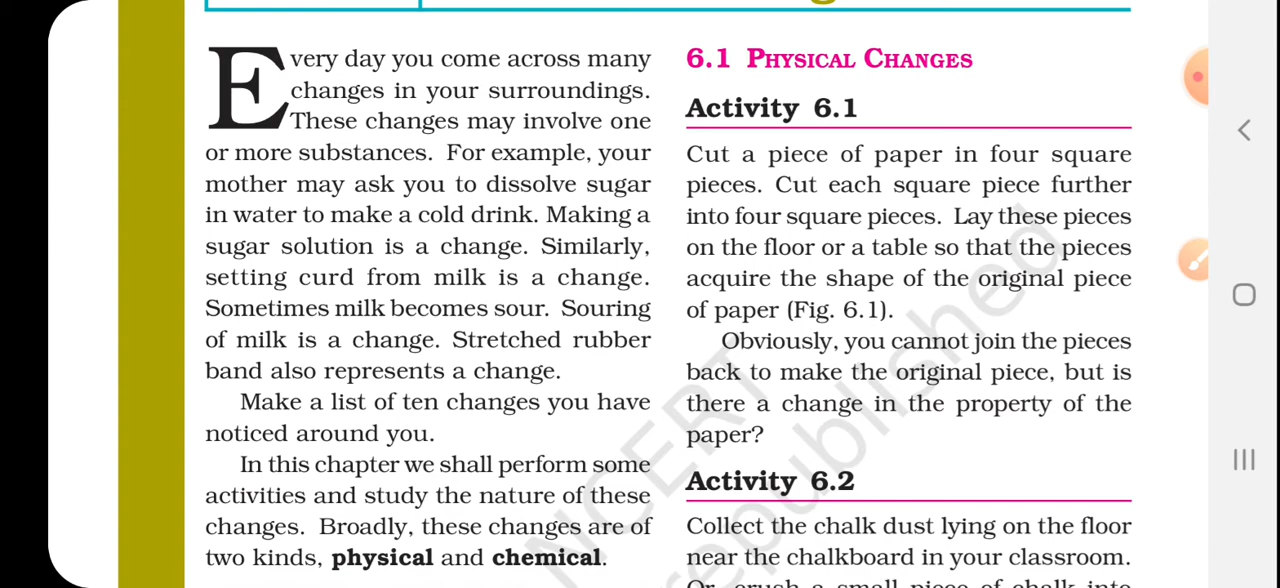 Every day you come across many
changes in your surroundings.
These changes may involve one
or more substances. For example, your
mother may ask you to dissolve sugar
in water to make a cold drink. Making a
sugar solution is a change. Similarly,
setting curd from milk is a change.
Sometimes milk becomes sour. Souring
of milk is a change. Stretched rubber
band also represents a change.
Make a list of ten changes you have
noticed around you.
In this chapter we shall perform some
activities and study the nature of these
changes. Broadly, these changes are of
two kinds, physical and chemical.
6.1 PHYSICAL CHANGES
Activity 6.1
Cut a piece of paper in four square
pieces. Cut each square piece further
into four square pieces. Lay these pieces
on the floor or a table so that the pieces
acquire the shape of the original piece
of paper (Fig. 6.1).
Obviously, you cannot join the pieces
back to make the original piece, but is
there a change in the property of the
paper?
Activity 6.2
Collect the chalk dust lying on the floor
near the chalkboard in your classroom.
Or, crush a small piece of chalk into
NCERT
republished